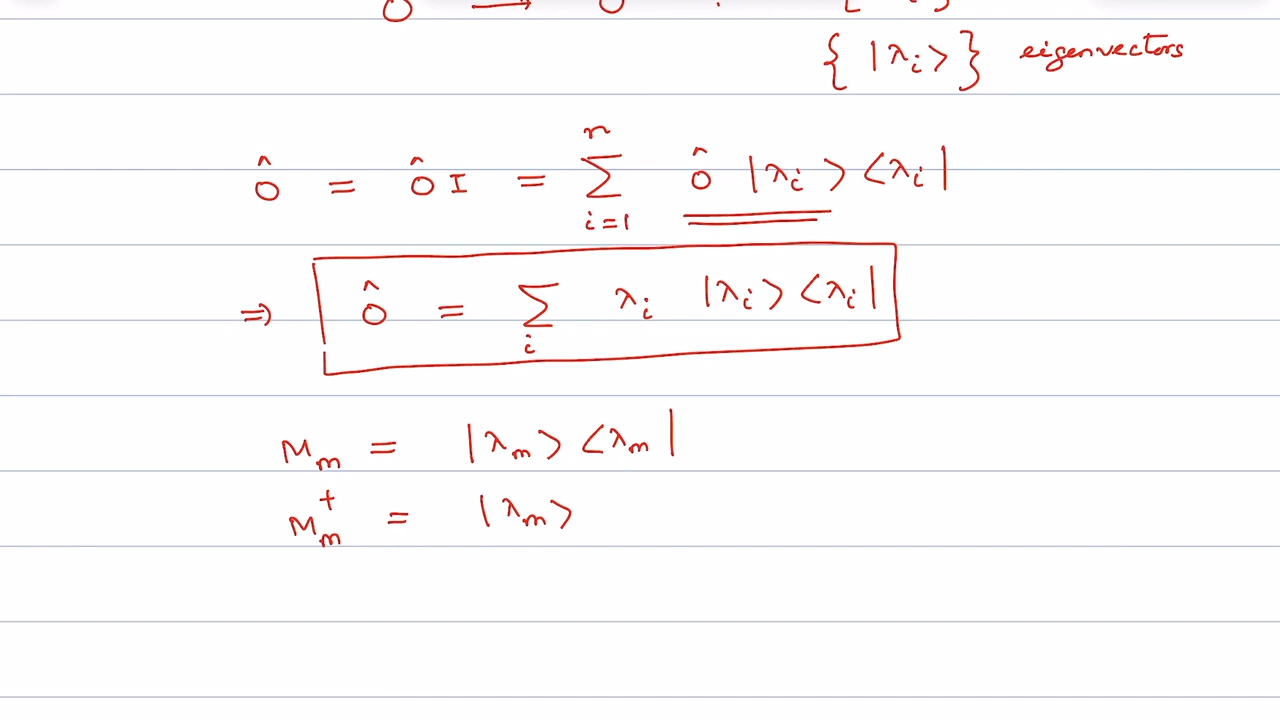 { |λᵢ> } eigenvectors
Ô = Ô I = ∑ᵢ₌₁ⁿ Ô |λᵢ> <λᵢ|
⇒ Ô = ∑ᵢ λᵢ |λᵢ> <λᵢ|
Mₘ = |λₘ> <λₘ|
Mₘ† = |λₘ>